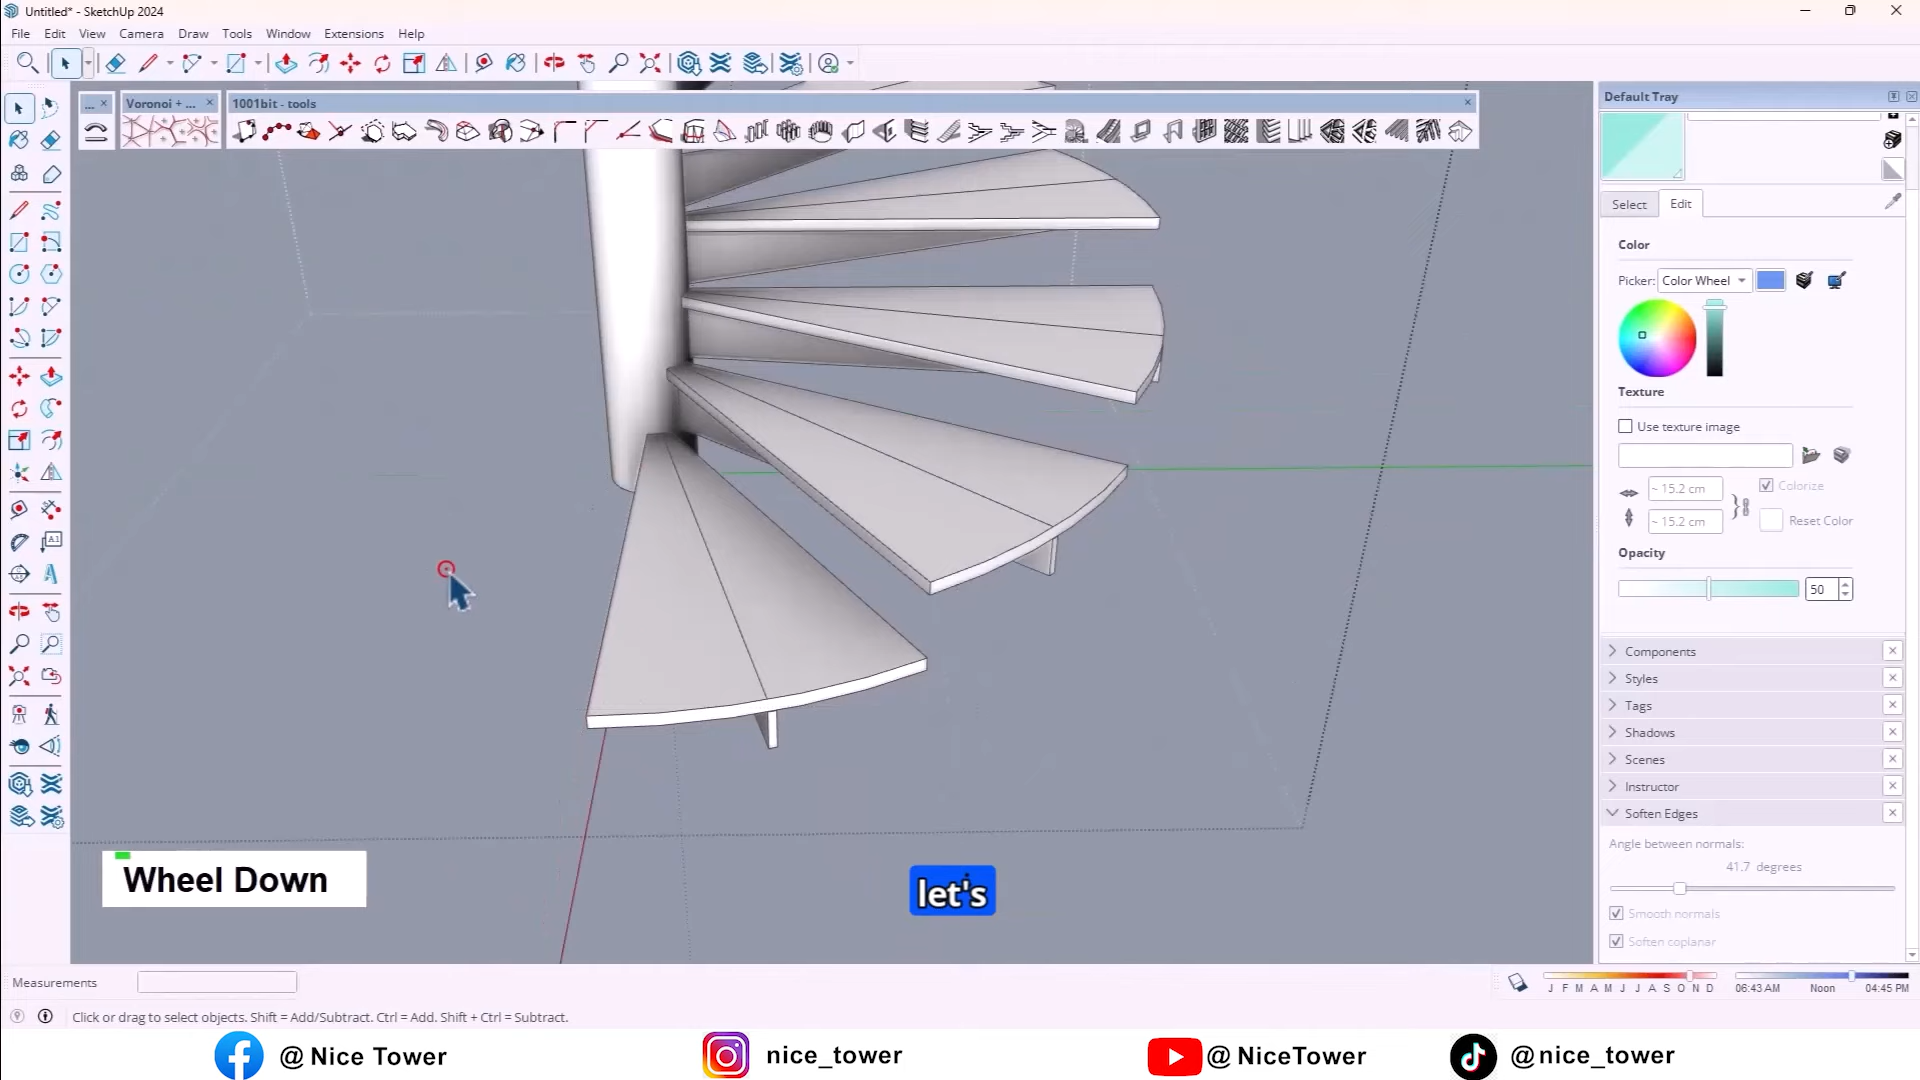 Untitled* - SketchUp 2024
File Edit View Camera Draw Tools Window Extensions Help
... Voronoi + ... 1001bit - tools
Default Tray
Select Edit
Color
Picker: Color Wheel
Texture
Use texture image
~ 15.2 cm Colorize
~ 15.2 cm Reset Color
Opacity
50
Components
Styles
Tags
Shadows
Scenes
Instructor
Soften Edges
Angle between normals:
41.7 degrees
Smooth normals
Soften coplanar
A1
Wheel Down
let's
Measurements
J F M A M J J A S O N D 06:43 AM Noon 04:45 PM
Click or drag to select objects. Shift = Add/Subtract. Ctrl = Add. Shift + Ctrl = Subtract.
@ Nice Tower nice_tower @ NiceTower @nice_tower